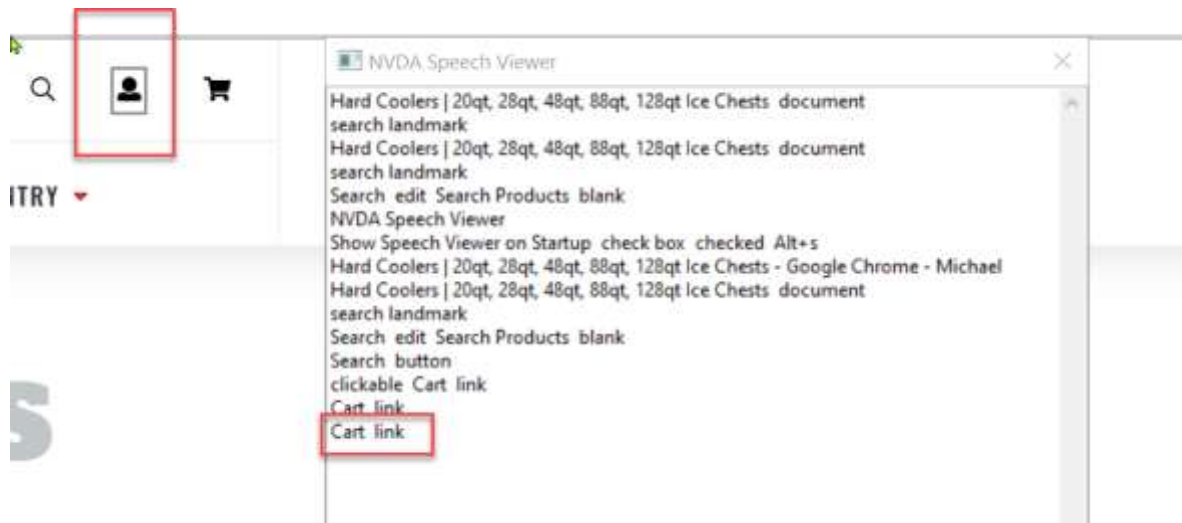 NTRY
S
NVDA Speech Viewer
Hard Coolers | 20qt, 28qt, 48qt, 88qt, 128qt Ice Chests document
search landmark
Hard Coolers | 20qt, 28qt, 48qt, 88qt, 128qt Ice Chests document
search landmark
Search edit Search Products blank
NVDA Speech Viewer
Show Speech Viewer on Startup check box checked Alt+s
Hard Coolers | 20qt, 28qt, 48qt, 88qt, 128qt Ice Chests - Google Chrome - Michael
Hard Coolers | 20qt, 28qt, 48qt, 88qt, 128qt Ice Chests document
search landmark
Search edit Search Products blank
Search button
clickable Cart link
Cart link
Cart link